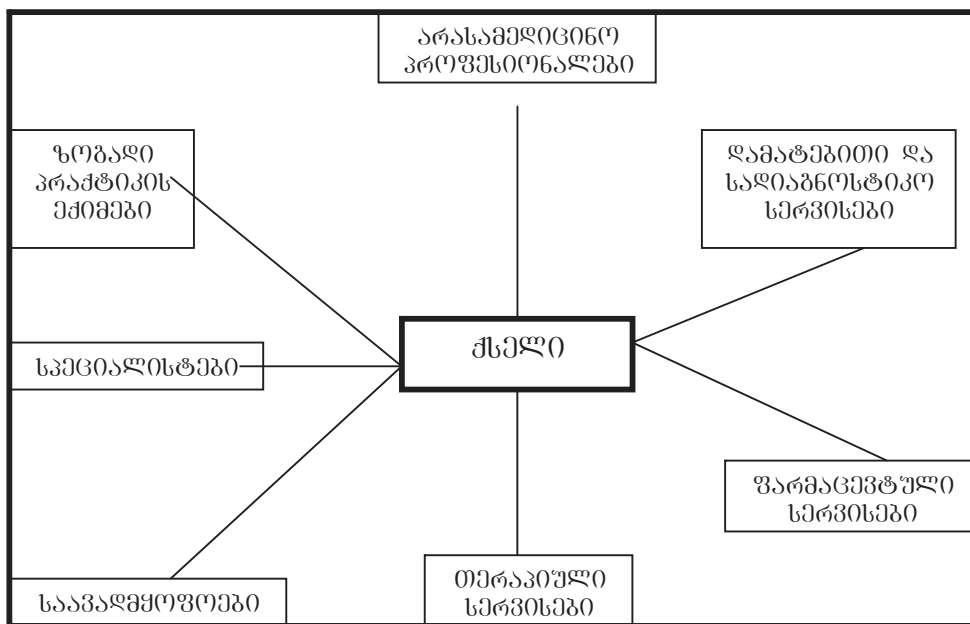 არასამედიცინო
პროფესიონალები
ზოგადი
პრაქტიკის
ექიმები
დამატებითი და
სადიაგნოსტიკო
სერვისები
ქსელი
სპეციალისტები
ფარმაცევტული
სერვისები
საავადმყოფოები
თერაპიული
სერვისები